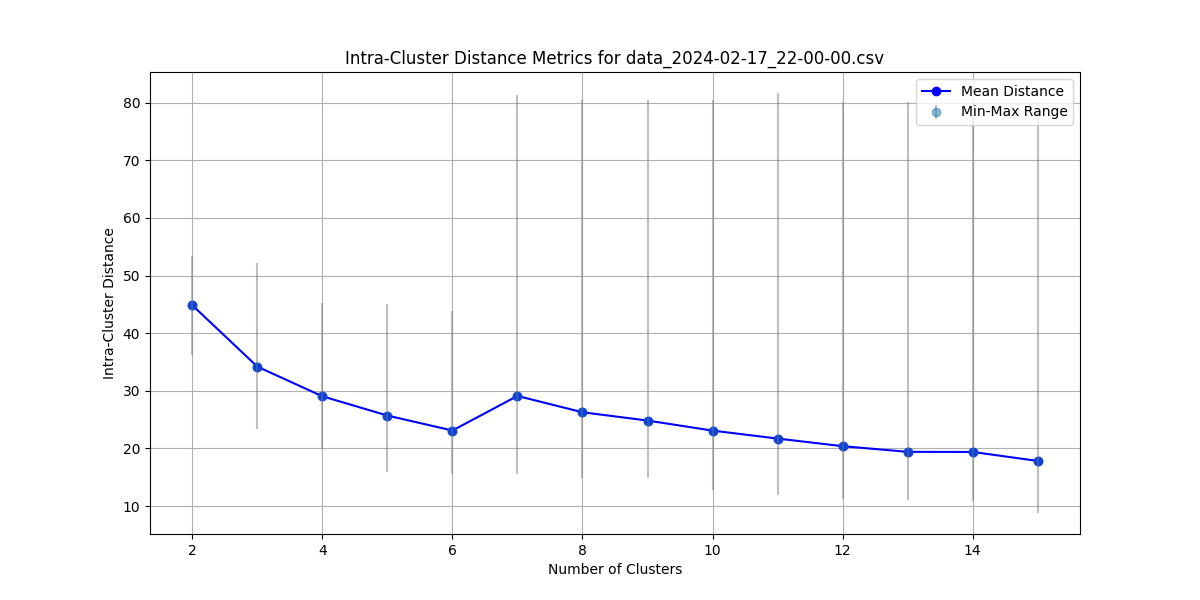 Intra-Cluster Distance Metrics for data_2024-02-17_22-00-00.csv
Mean Distance
Min-Max Range
Intra-Cluster Distance
80
70
60
50
40
30
20
10
2 4 6 8 10 12 14
Number of Clusters